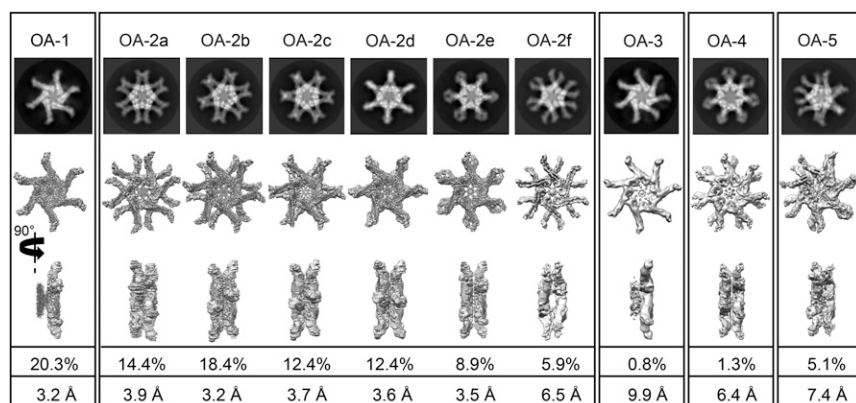 OA-1 OA-2a OA-2b OA-2c OA-2d OA-2e OA-2f OA-3 OA-4 OA-5
90°
20.3% 14.4% 18.4% 12.4% 12.4% 8.9% 5.9% 0.8% 1.3% 5.1%
3.2 Å 3.9 Å 3.2 Å 3.7 Å 3.6 Å 3.5 Å 6.5 Å 9.9 Å 6.4 Å 7.4 Å